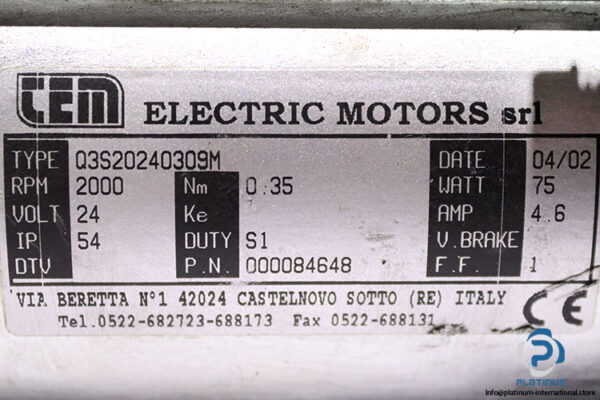 tem ELECTRIC MOTORS srl
TYPE Q3S20240309M DATE 04/02
RPM 2000 Nm 0.35 WATT 75
VOLT 24 Ke AMP 4.6
IP 54 DUTY S1 V.BRAKE
DTV P.N. 000084648 F.F. 1
VIA BERETTA N°1 42024 CASTELNOVO SOTTO (RE) ITALY
Tel.0522-682723-688173 Fax 0522-688131
CE
PLATINUM
info@platinum-international.store